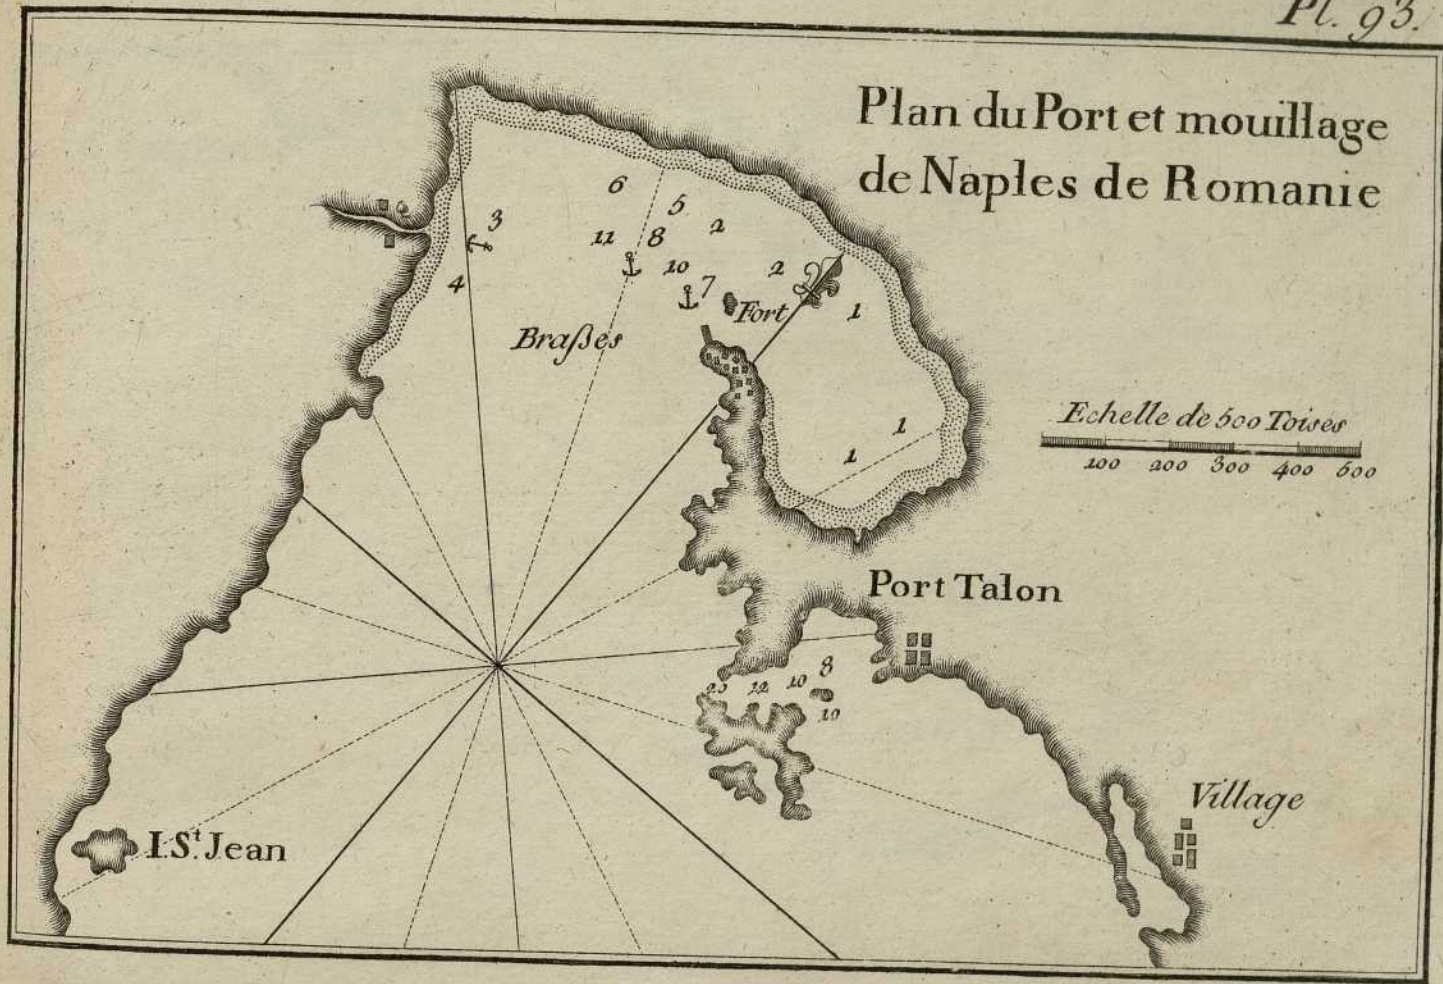 Pl. 93.
Plan du Port et mouillage
de Naples de Romanie
6
5
2
3
11
8
10
2
4
7
Fort
1
Braſses
Echelle de 500 Toises
100 200 300 400 500
1
1
Port Talon
8
10
12
20
10
Village
I. St. Jean